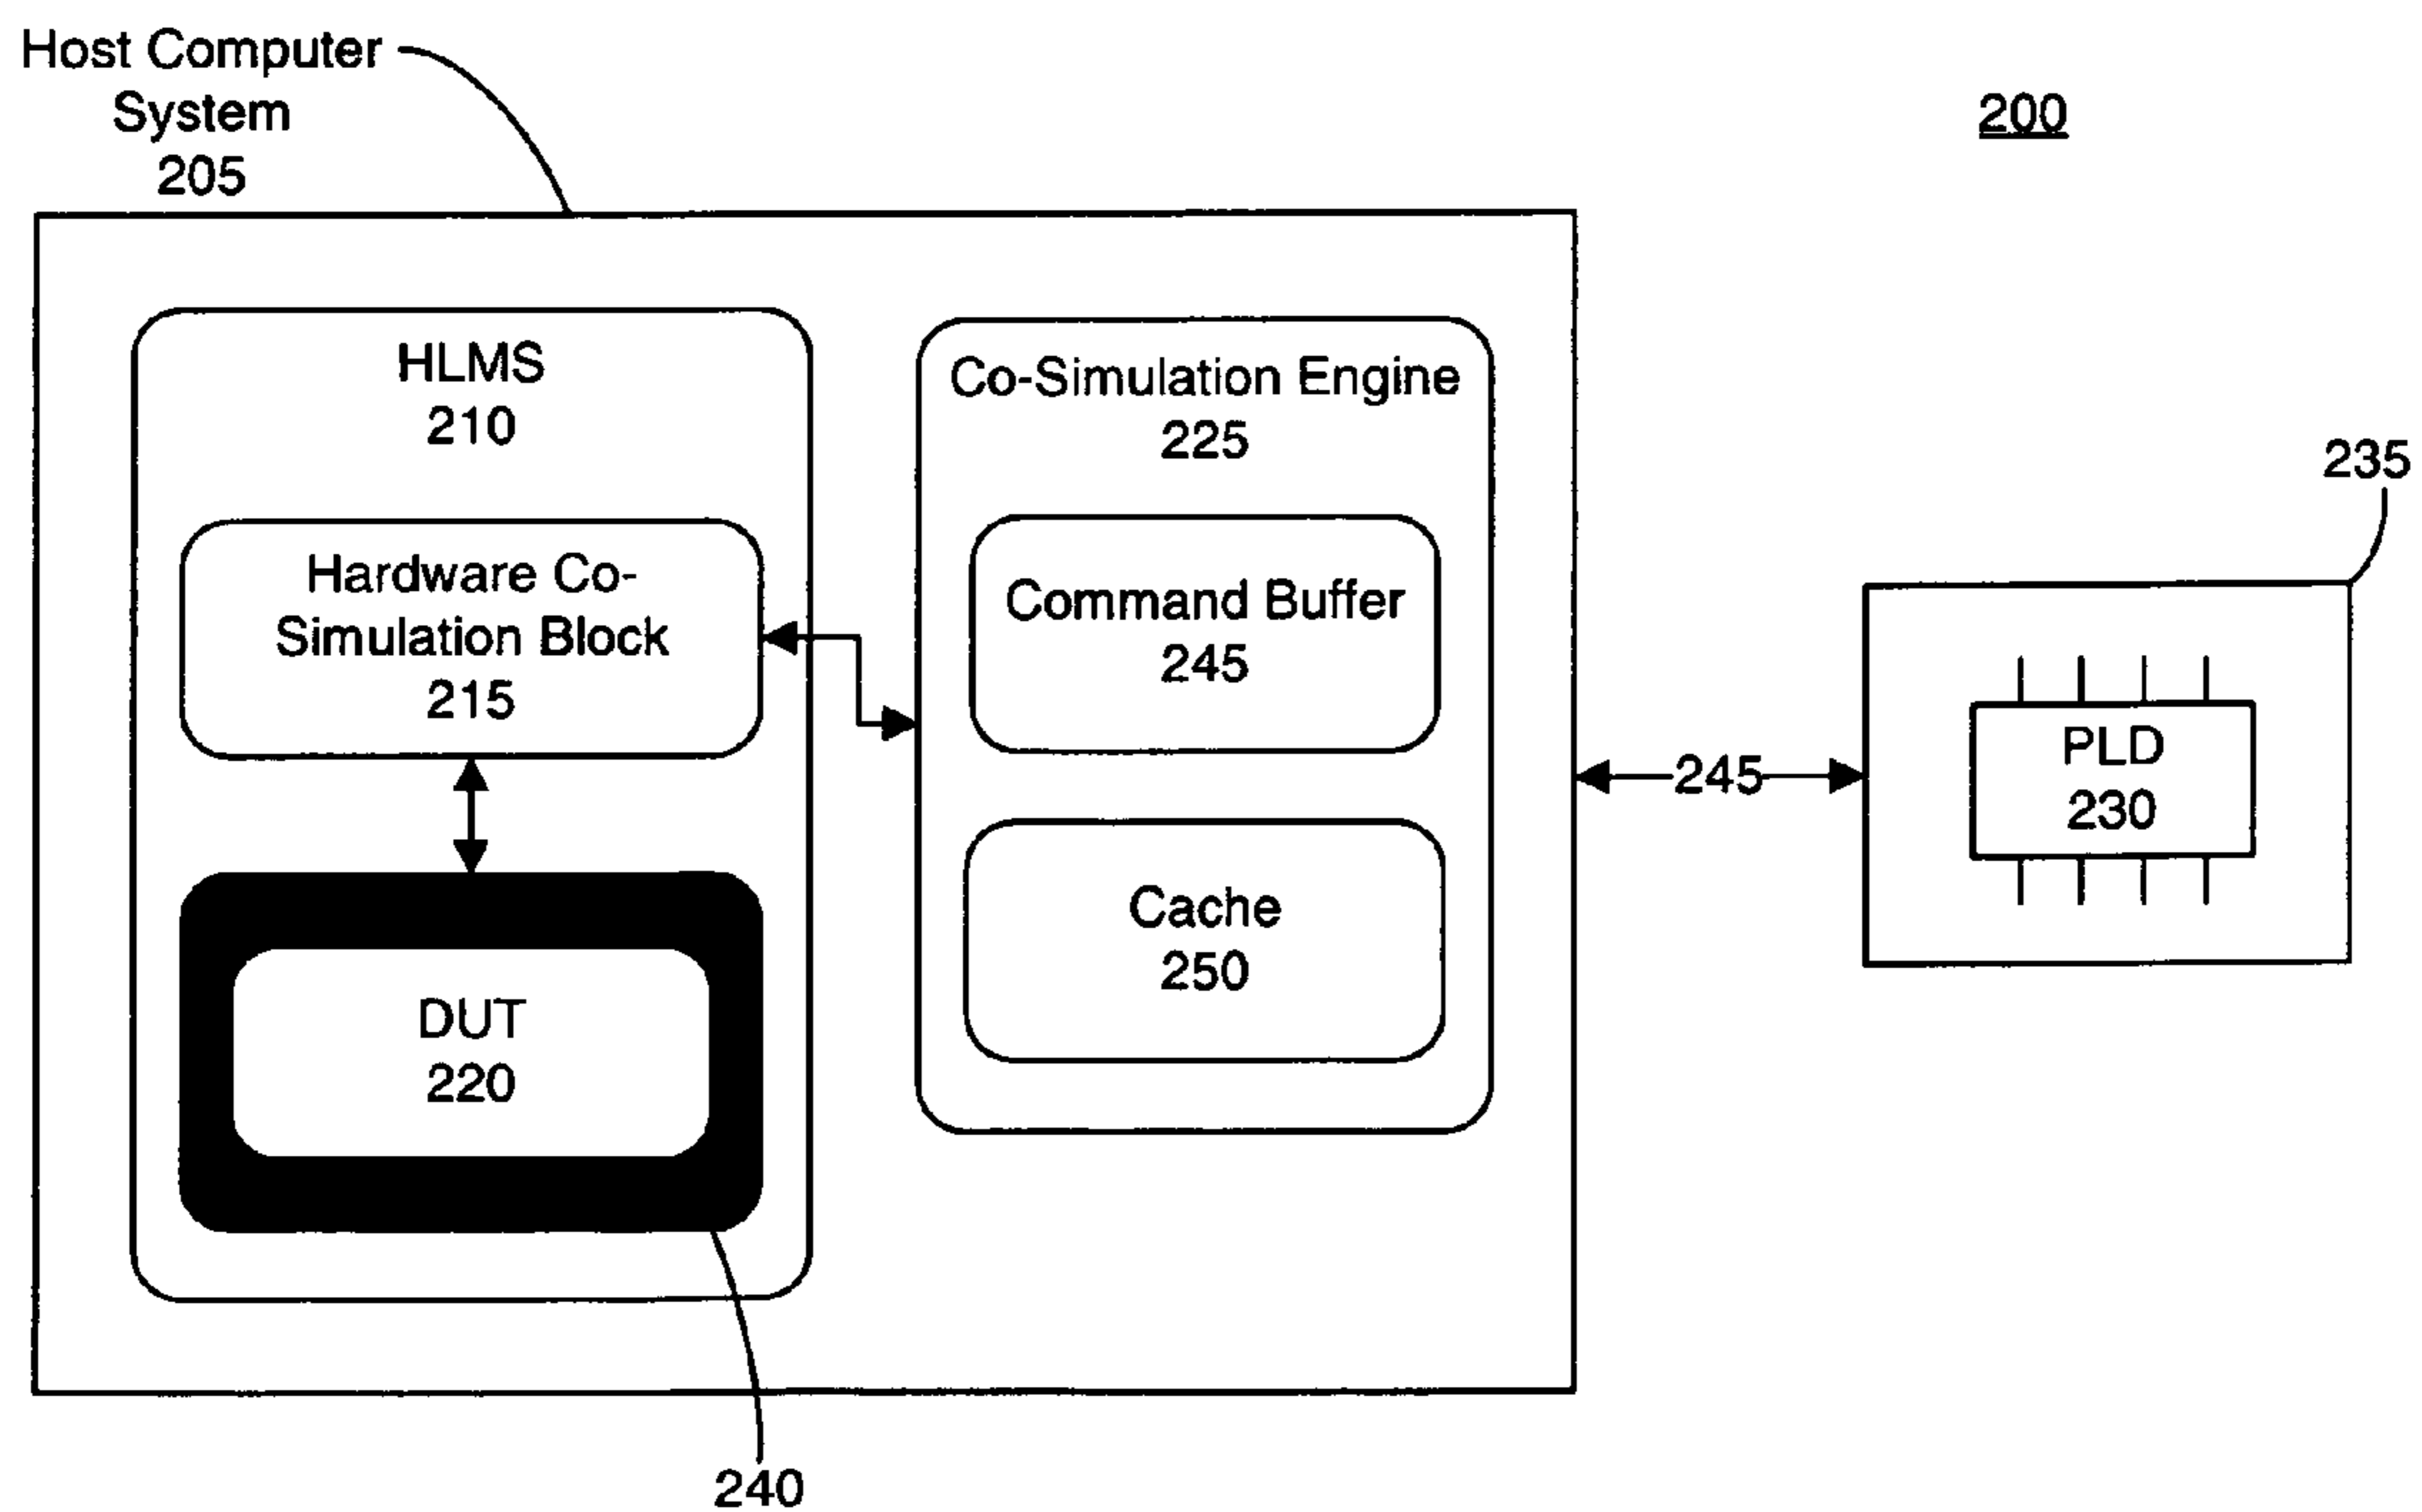 Host Computer
System
205
200
HLMS
210
Hardware Co-
Simulation Block
215
DUT
220
240
Co-Simulation Engine
225
Command Buffer
245
Cache
250
245
235
PLD
230